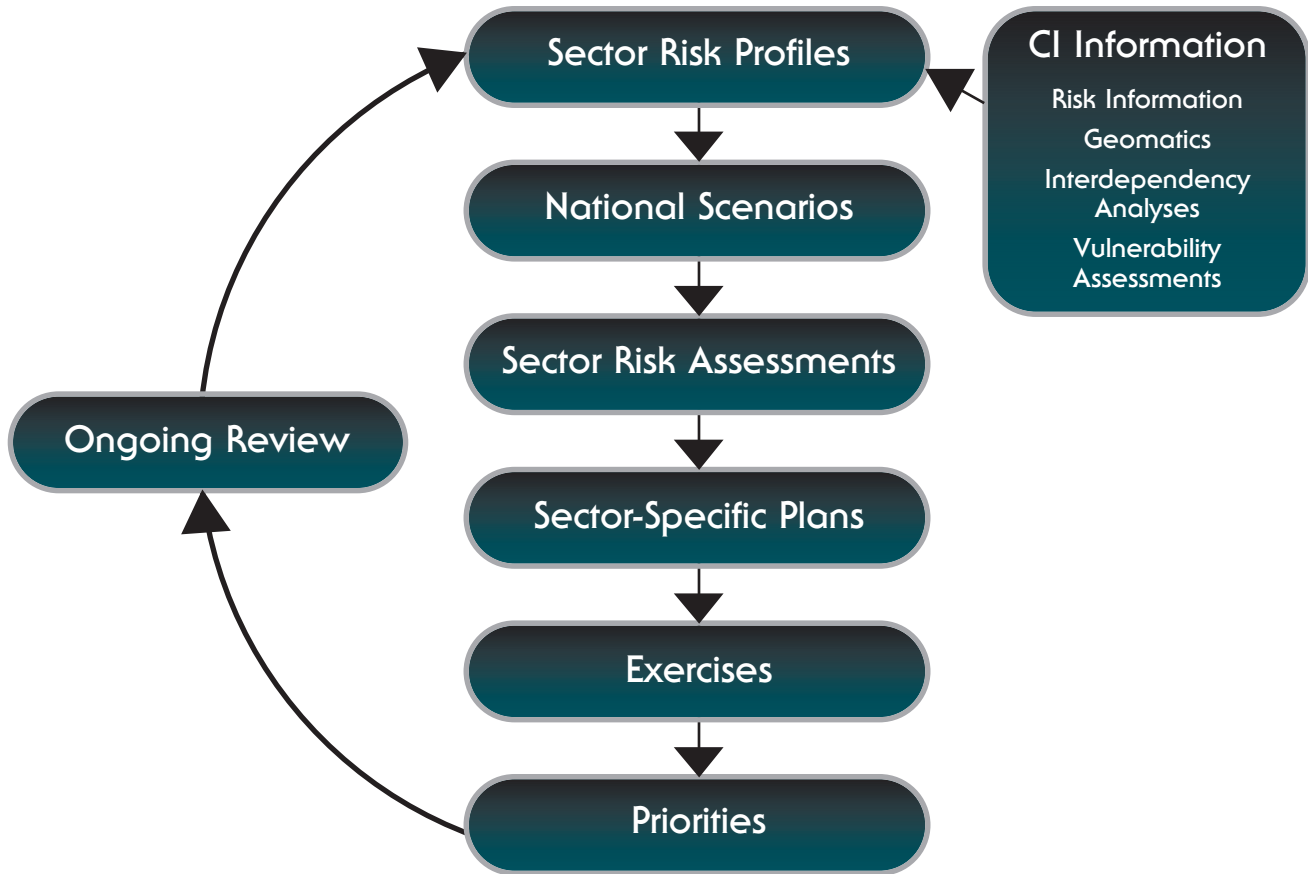 Sector Risk Profiles
National Scenarios
Sector Risk Assessments
Sector-Specific Plans
Exercises
Priorities
Ongoing Review
CI Information
Risk Information
Geomatics
Interdependency
Analyses
Vulnerability
Assessments